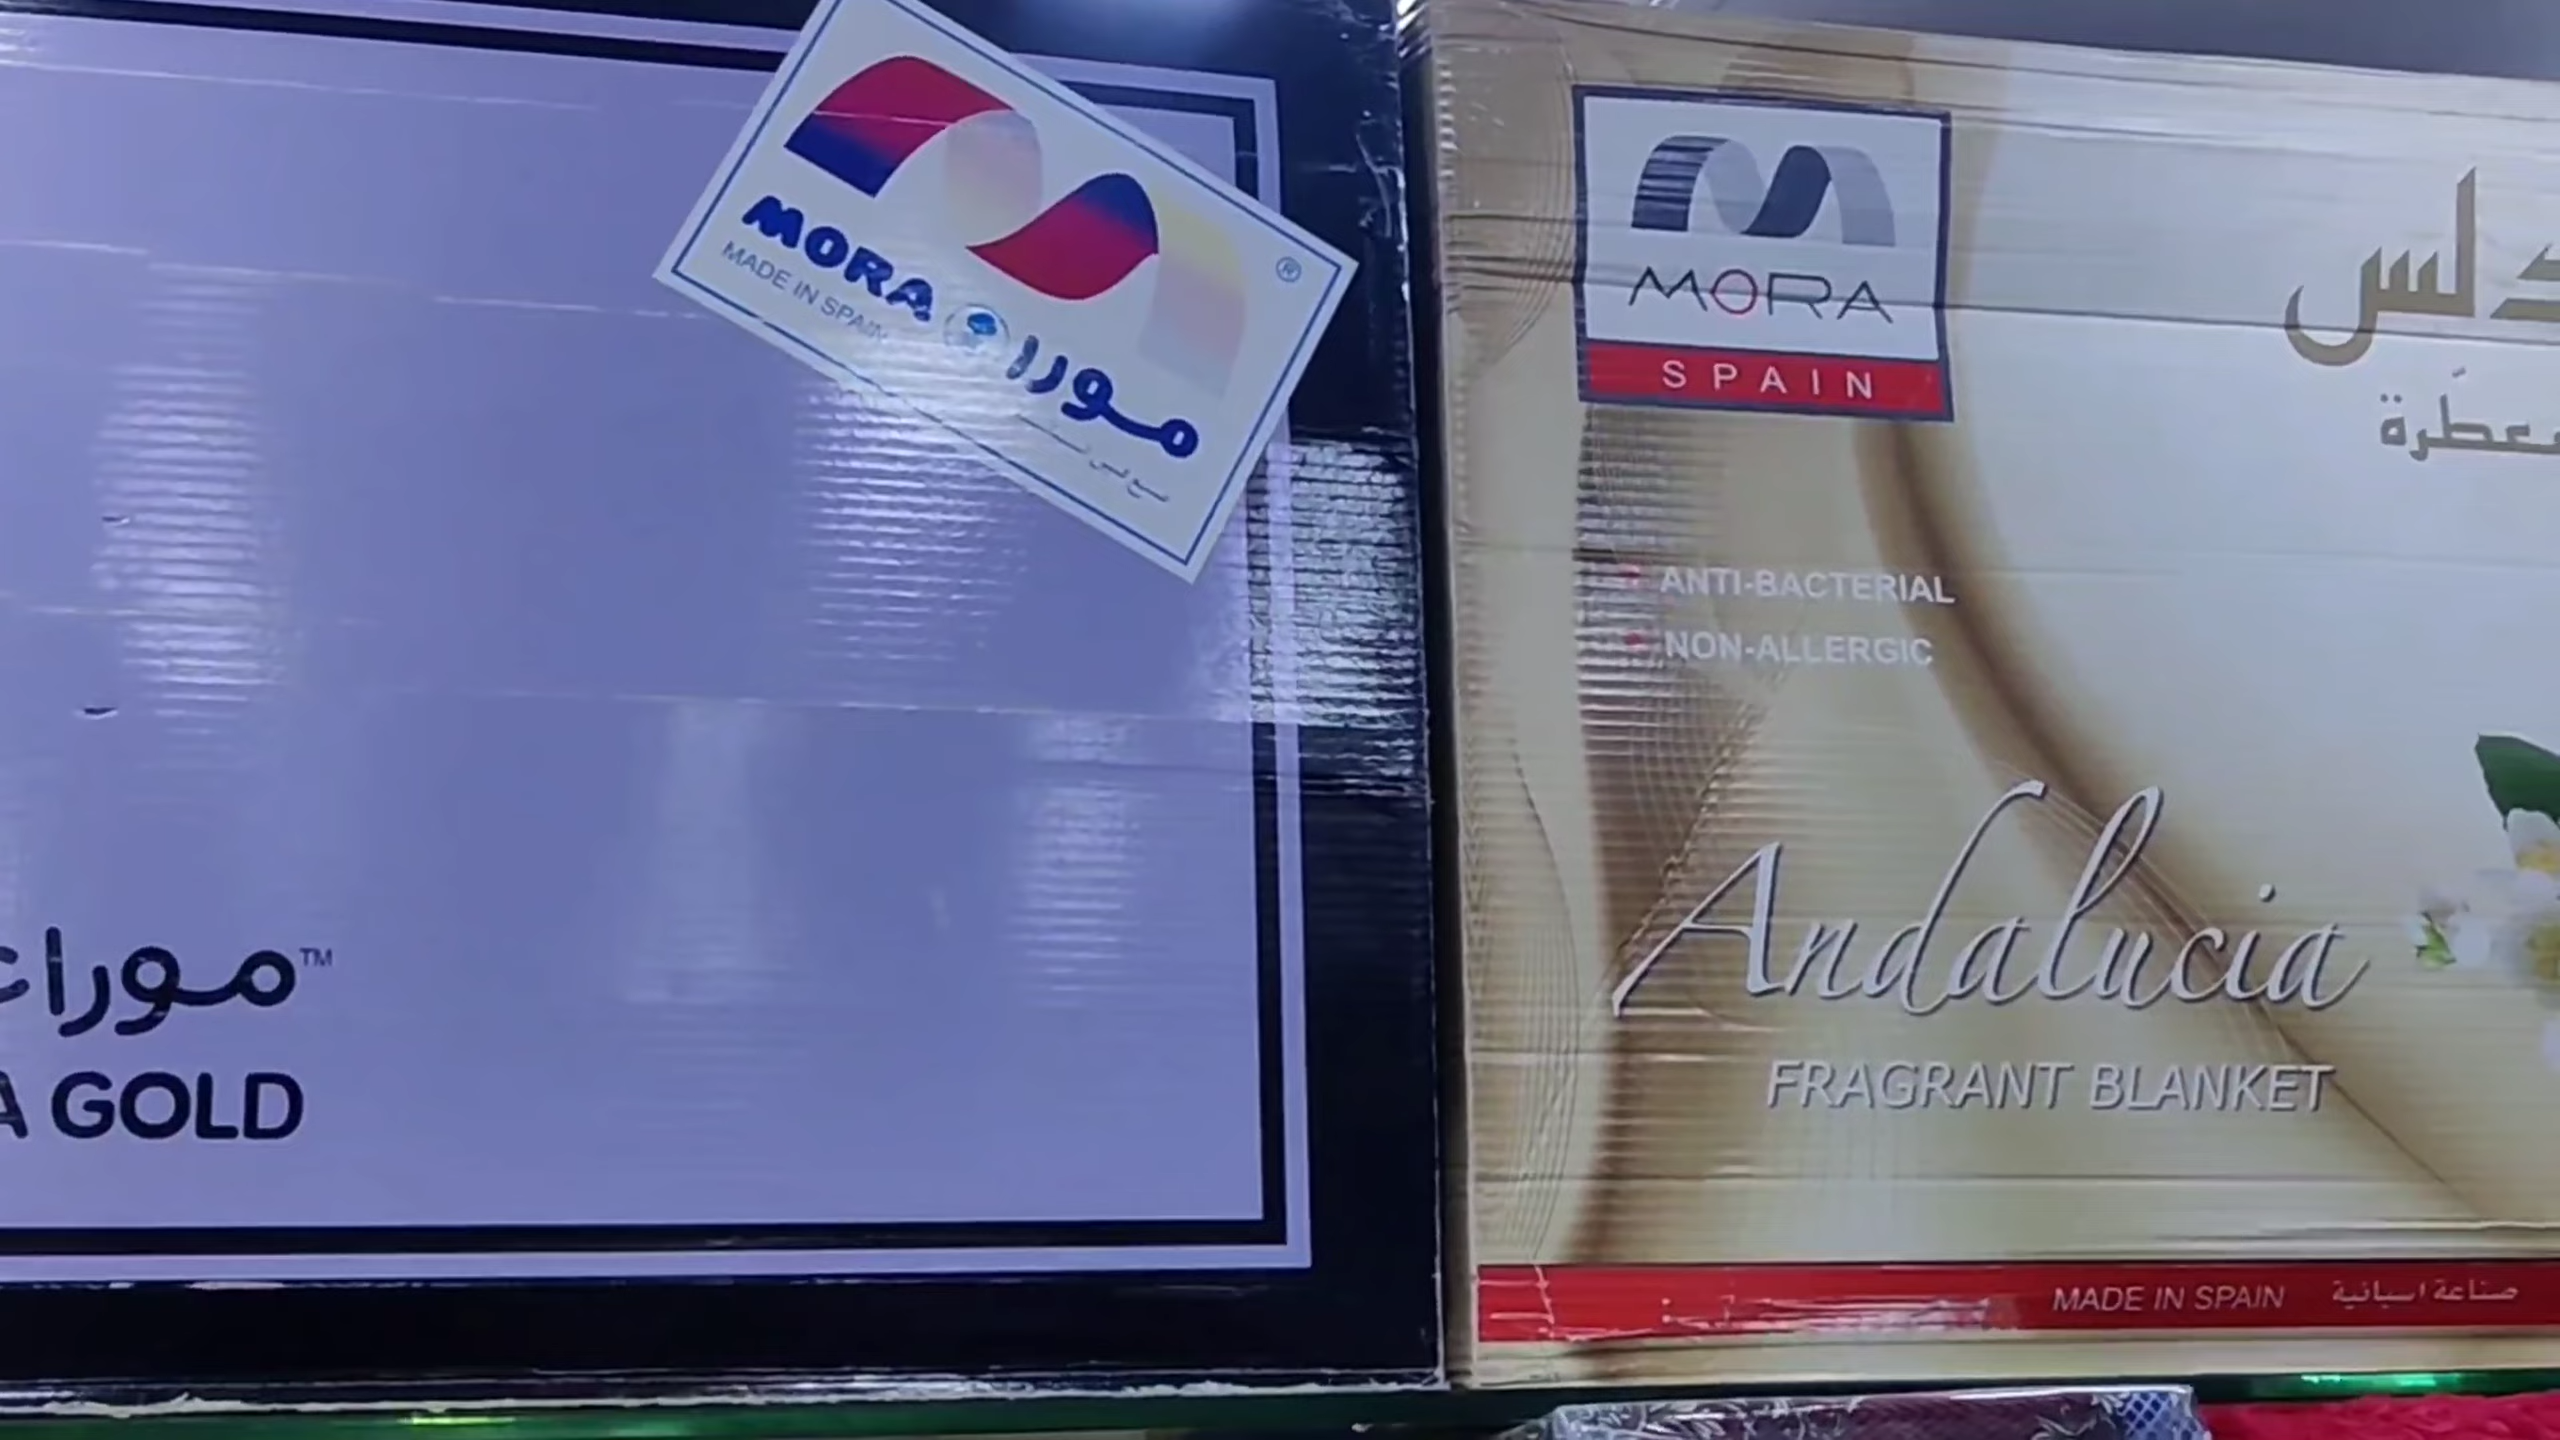 MORA
مورا
MADE IN SPAIN
®
مورا
™
GOLD
MORA
SPAIN
ANTI-BACTERIAL
NON-ALLERGIC
Andalucia
FRAGRANT BLANKET
MADE IN SPAIN صناعة اسبانية